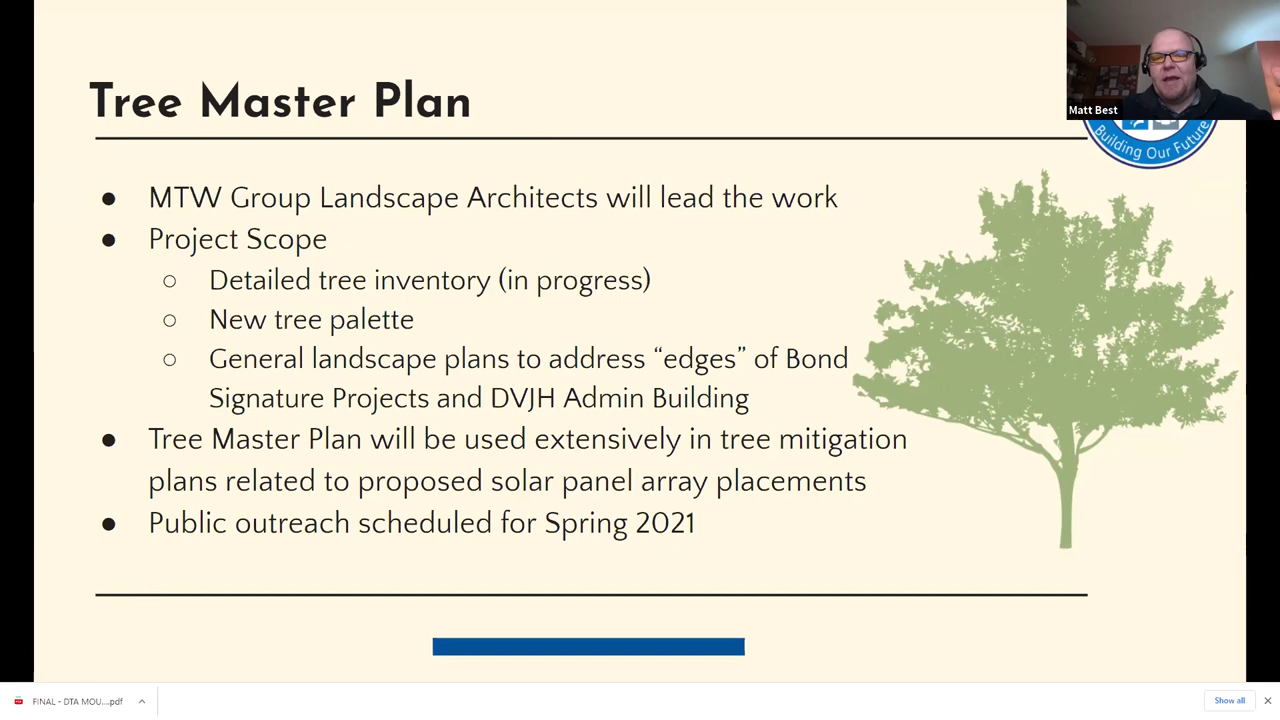 Tree Master Plan
Matt Best
Building Our Future
● MTW Group Landscape Architects will lead the work
● Project Scope
○ Detailed tree inventory (in progress)
○ New tree palette
○ General landscape plans to address “edges” of Bond
Signature Projects and DVJH Admin Building
● Tree Master Plan will be used extensively in tree mitigation
plans related to proposed solar panel array placements
● Public outreach scheduled for Spring 2021
FINAL - DTA MOU....pdf
Show all